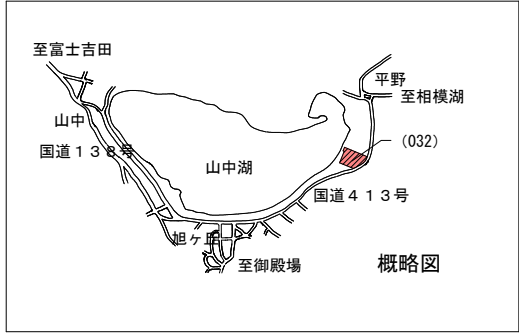 至富士吉田
平野
至相模湖
山中
(032)
国道138号
山中湖
国道413号
旭ヶ丘
至御殿場
概略図